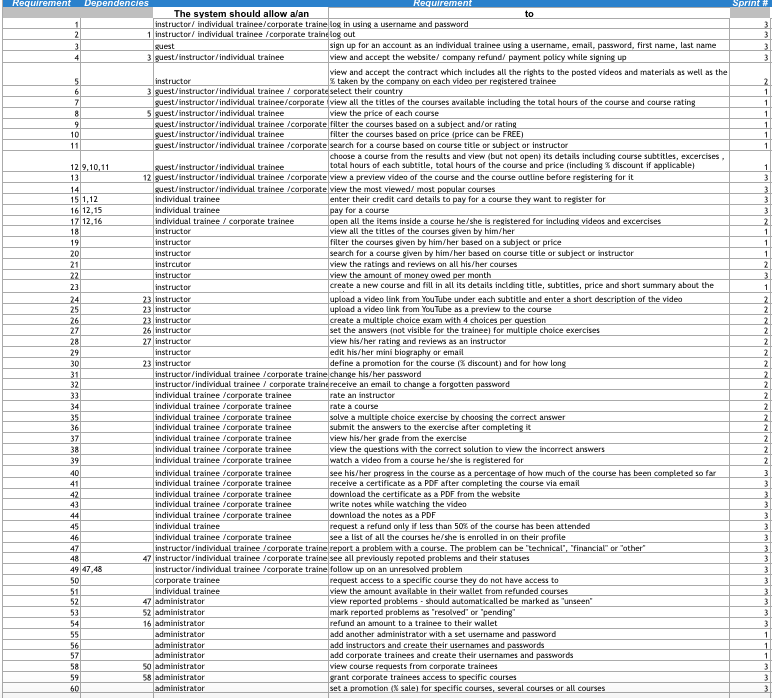 Requirement Dependencies Requirement Sprint #
The system should allow a/an to
1 instructor/ individual trainee/corporate traine log in using a username and password 3
2 1 instructor/ individual trainee /corporate traine log out 3
3 guest sign up for an account as an individual trainee using a username, email, password, first name, last name 3
4 3 guest/instructor/individual trainee view and accept the website/ company refund/ payment policy while signing up 3
view and accept the contract which includes all the rights to the posted videos and materials as well as the
5 instructor % taken by the company on each video per registered trainee 2
6 3 guest/instructor/individual trainee / corporate select their country 1
7 guest/instructor/individual trainee/corporate view all the titles of the courses available including the total hours of the course and course rating 1
8 5 guest/instructor/individual trainee view the price of each course 1
9 guest/instructor/individual trainee /corporate filter the courses based on a subject and/or rating 1
10 guest/instructor/individual trainee filter the courses based on price (price can be FREE) 1
11 guest/instructor/individual trainee /corporate search for a course based on course title or subject or instructor 1
choose a course from the results and view (but not open) its details including course subtitles, excercises ,
12 9,10,11 guest/instructor/individual trainee total hours of each subtitle, total hours of the course and price (including % discount if applicable) 1
13 12 guest/instructor/individual trainee /corporate view a preview video of the course and the course outline before registering for it 3
14 guest/instructor/individual trainee /corporate view the most viewed/ most popular courses 3
15 1,12 individual trainee enter their credit card details to pay for a course they want to register for 3
16 12,15 individual trainee pay for a course 3
17 12,16 individual trainee / corporate trainee open all the items inside a course he/she is registered for including videos and excercises 2
18 instructor view all the titles of the courses given by him/her 1
19 instructor filter the courses given by him/her based on a subject or price 1
20 instructor search for a course given by him/her based on course title or subject or instructor 1
21 instructor view the ratings and reviews on all his/her courses 2
22 instructor view the amount of money owed per month 3
23 instructor create a new course and fill in all its details inclding title, subtitles, price and short summary about the 1
24 23 instructor upload a video link from YouTube under each subtitle and enter a short description of the video 2
25 23 instructor upload a video link from YouTube as a preview to the course 2
26 23 instructor create a multiple choice exam with 4 choices per question 2
27 26 instructor set the answers (not visible for the trainee) for multiple choice exercises 2
28 27 instructor view his/her rating and reviews as an instructor 2
29 instructor edit his/her mini biography or email 2
30 23 instructor define a promotion for the course (% discount) and for how long 2
31 instructor/individual trainee /corporate trainee change his/her password 2
32 instructor/individual trainee / corporate traine receive an email to change a forgotten password 2
33 individual trainee /corporate trainee rate an instructor 2
34 individual trainee /corporate trainee rate a course 2
35 individual trainee /corporate trainee solve a multiple choice exercise by choosing the correct answer 2
36 individual trainee /corporate trainee submit the answers to the exercise after completing it 2
37 individual trainee /corporate trainee view his/her grade from the exercise 2
38 individual trainee /corporate trainee view the questions with the correct solution to view the incorrect answers 2
39 individual trainee /corporate trainee watch a video from a course he/she is registered for 2
40 individual trainee /corporate trainee see his/her progress in the course as a percentage of how much of the course has been completed so far 3
41 individual trainee /corporate trainee receive a certificate as a PDF after completing the course via email 3
42 individual trainee /corporate trainee download the certificate as a PDF from the website 3
43 individual trainee /corporate trainee write notes while watching the video 3
44 individual trainee /corporate trainee download the notes as a PDF 3
45 individual trainee request a refund only if less than 50% of the course has been attended 3
46 individual trainee /corporate trainee see a list of all the courses he/she is enrolled in on their profile 3
47 instructor/individual trainee /corporate traine report a problem with a course. The problem can be "technical", "financial" or "other" 3
48 47 instructor/individual trainee /corporate traine see all previously repoted problems and their statuses 3
49 47,48 instructor/individual trainee /corporate traine follow up on an unresolved problem 3
50 corporate trainee request access to a specific course they do not have access to 3
51 individual trainee view the amount available in their wallet from refunded courses 3
52 47 administrator view reported problems - should automaticalled be marked as "unseen" 3
53 52 administrator mark reported problems as "resolved" or "pending" 3
54 16 administrator refund an amount to a trainee to their wallet 3
55 administrator add another administrator with a set username and password 1
56 administrator add instructors and create their usernames and passwords 1
57 administrator add corporate trainees and create their usernames and passwords 1
58 50 administrator view course requests from corporate trainees 3
59 58 administrator grant corporate trainees access to specific courses 3
60 administrator set a promotion (% sale) for specific courses, several courses or all courses 3